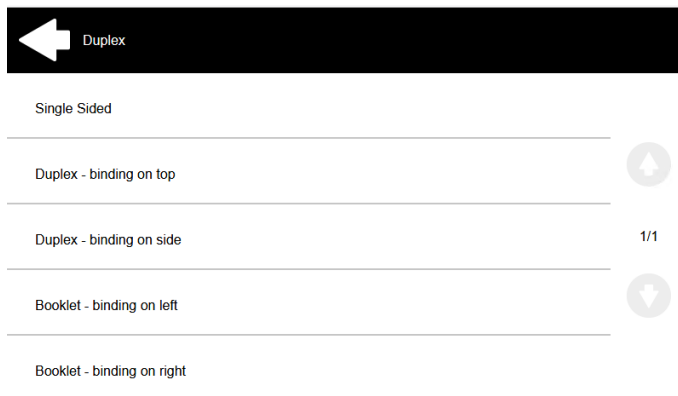 Duplex
Single Sided
Duplex - binding on top
Duplex - binding on side
1/1
Booklet - binding on left
Booklet - binding on right